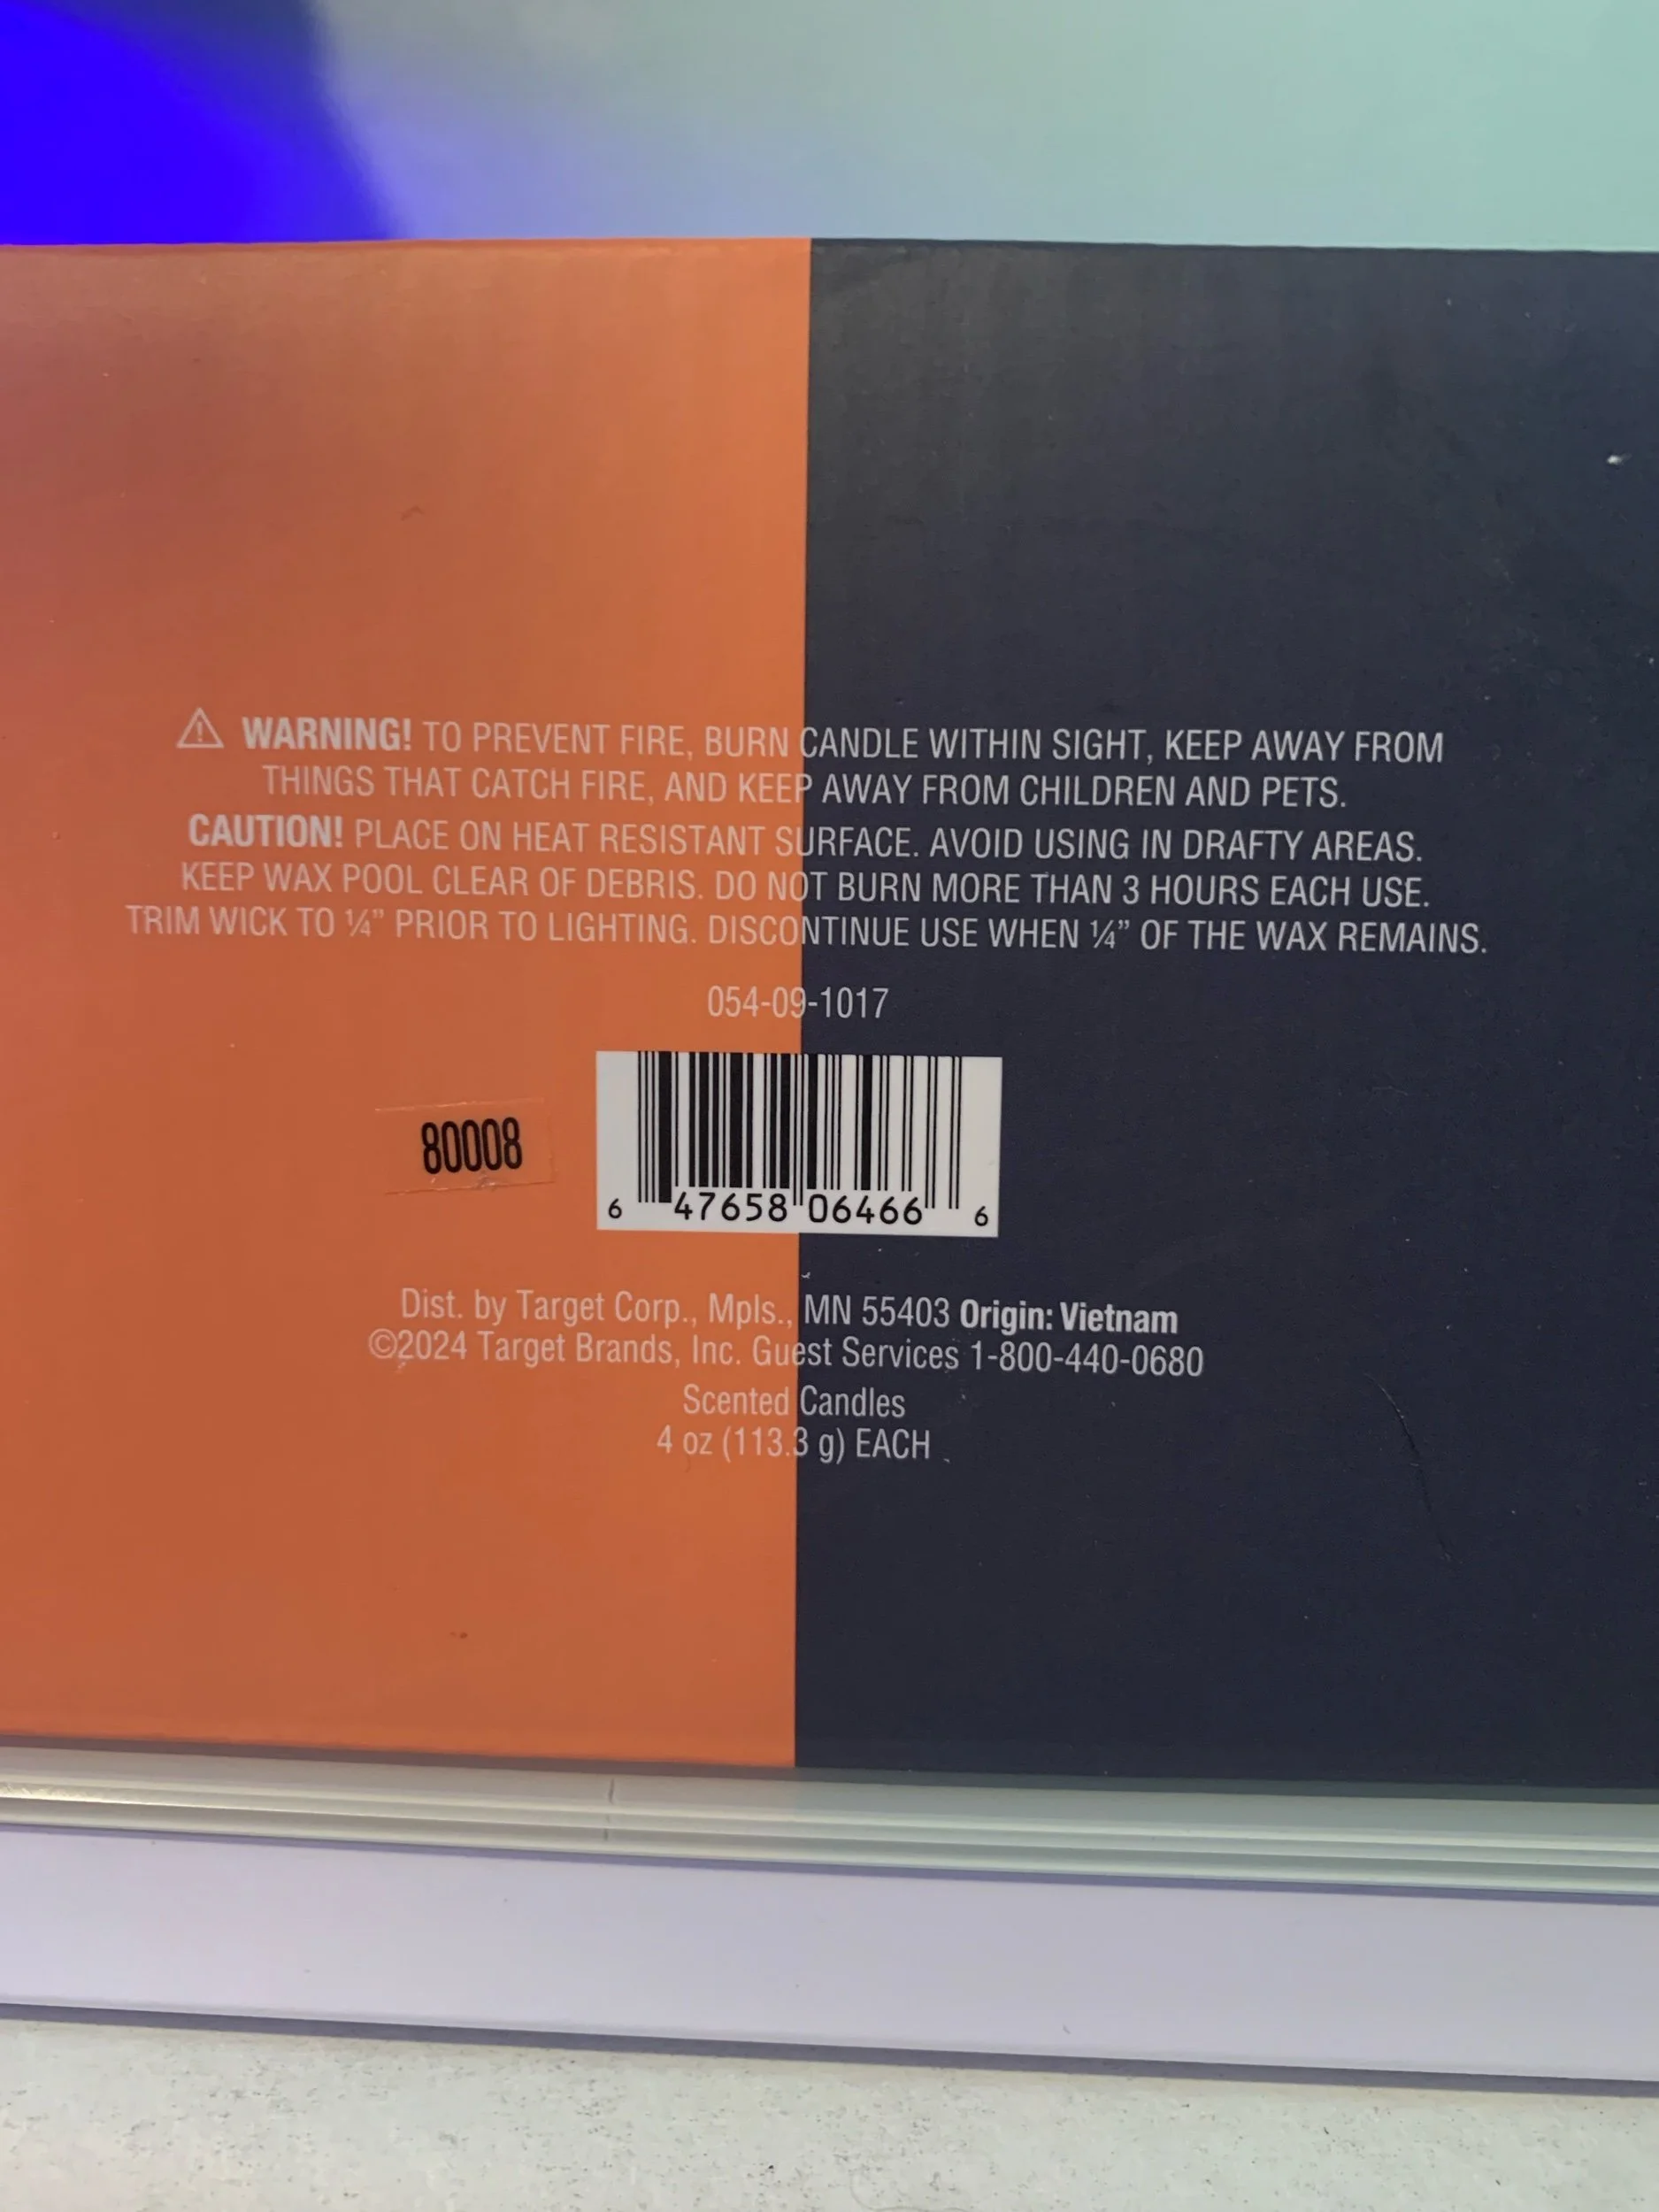 ⚠ WARNING! TO PREVENT FIRE, BURN CANDLE WITHIN SIGHT, KEEP AWAY FROM
THINGS THAT CATCH FIRE, AND KEEP AWAY FROM CHILDREN AND PETS.
CAUTION! PLACE ON HEAT RESISTANT SURFACE. AVOID USING IN DRAFTY AREAS.
KEEP WAX POOL CLEAR OF DEBRIS. DO NOT BURN MORE THAN 3 HOURS EACH USE.
TRIM WICK TO ¼” PRIOR TO LIGHTING. DISCONTINUE USE WHEN ¼” OF THE WAX REMAINS.
054-09-1017
80008
6 47658 06466 6
Dist. by Target Corp., Mpls., MN 55403 Origin: Vietnam
©2024 Target Brands, Inc. Guest Services 1-800-440-0680
Scented Candles
4 oz (113.3 g) EACH